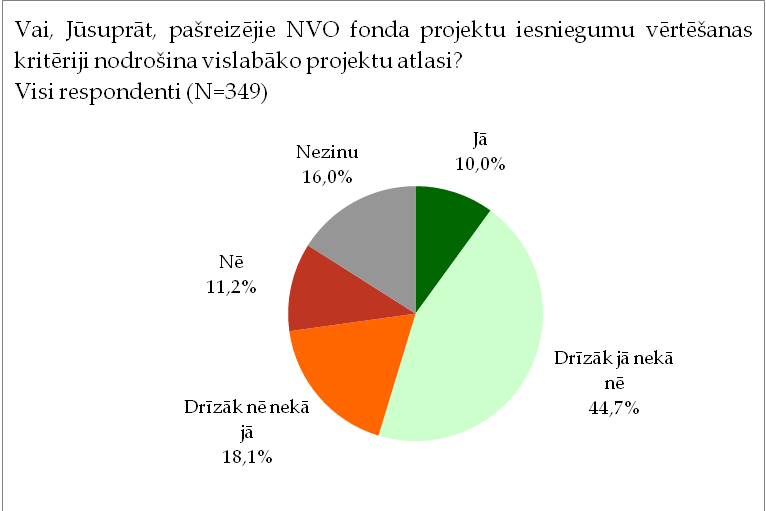 Vai, Jūsuprāt, pašreizējie NVO fonda projektu iesniegumu vērtēšanas
kritēriji nodrošina vislabāko projektu atlasi?
Visi respondenti (N=349)
Jā
10,0%
Nezinu
16,0%
Nē
11,2%
Drīzāk jā nekā
nē
44,7%
Drīzāk nē nekā
jā
18,1%